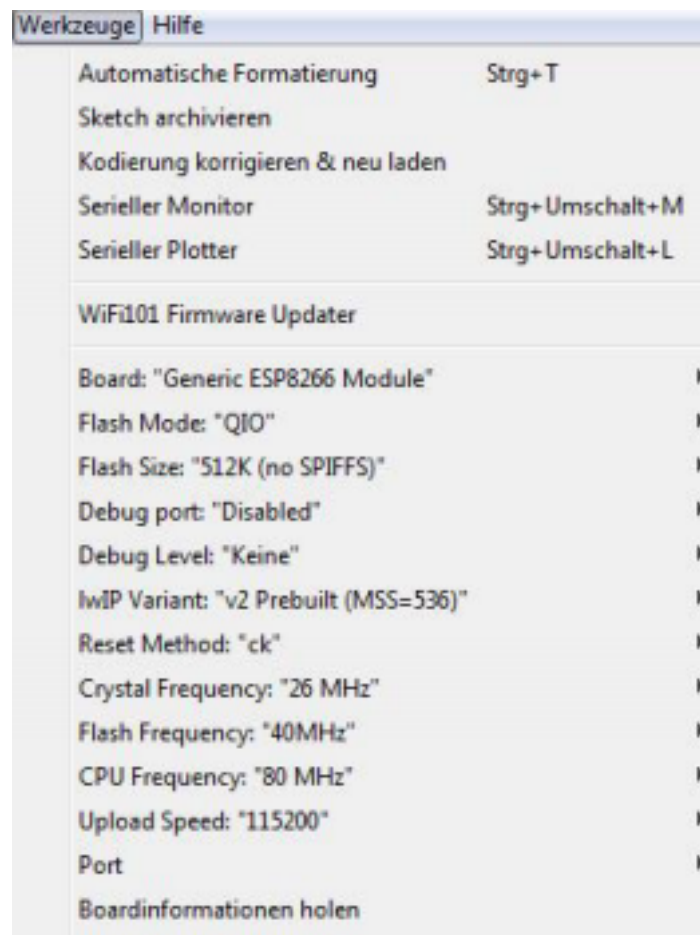 Werkzeuge Hilfe
Automatische Formatierung Strg+T
Sketch archivieren
Kodierung korrigieren & neu laden
Serieller Monitor Strg+Umschalt+M
Serieller Plotter Strg+Umschalt+L
WiFi101 Firmware Updater
Board: "Generic ESP8266 Module"
Flash Mode: "QIO"
Flash Size: "512K (no SPIFFS)"
Debug port: "Disabled"
Debug Level: "Keine"
lwIP Variant: "v2 Prebuilt (MSS=536)"
Reset Method: "ck"
Crystal Frequency: "26 MHz"
Flash Frequency: "40MHz"
CPU Frequency: "80 MHz"
Upload Speed: "115200"
Port
Boardinformationen holen